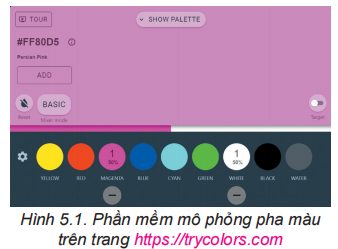 TOUR
SHOW PALETTE
#FF80D5
Persian Pink
ADD
BASIC
Reset
Mixer mode
Target
1
50%
1
50%
YELLOW
RED
MAGENTA
BLUE
CYAN
GREEN
WHITE
BLACK
WATER
Hình 5.1. Phần mềm mô phỏng pha màu
trên trang https://trycolors.com